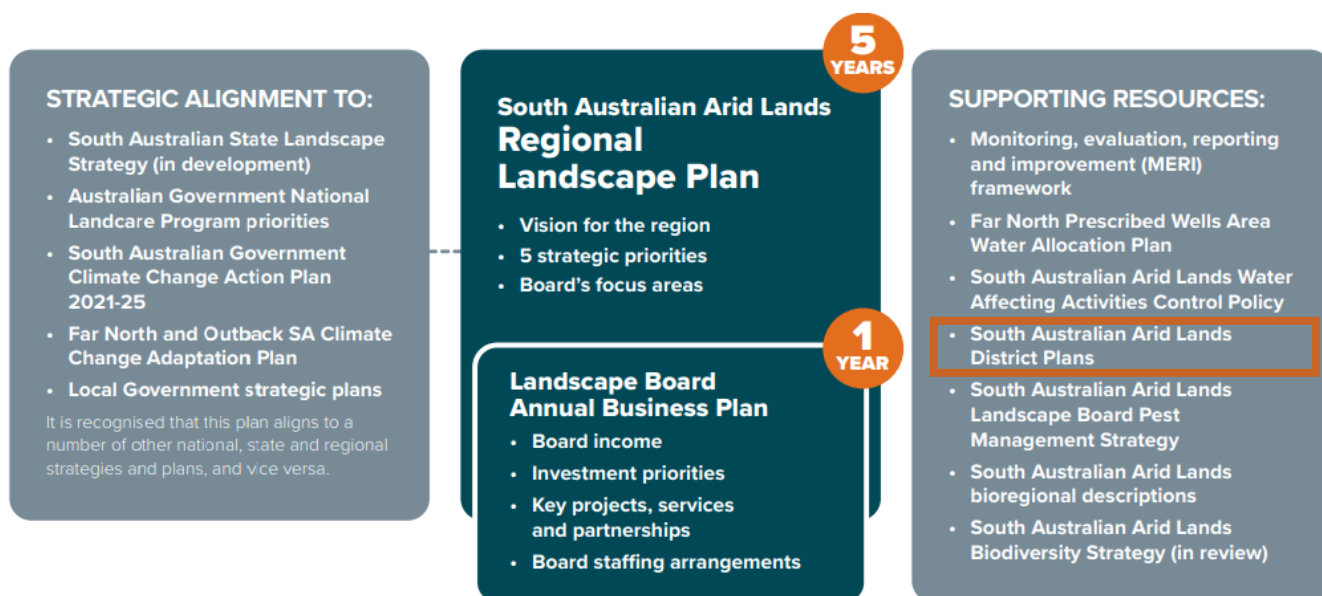 STRATEGIC ALIGNMENT TO:
• South Australian State Landscape
Strategy (in development)
• Australian Government National
Landcare Program priorities
• South Australian Government
Climate Change Action Plan
2021-25
• Far North and Outback SA Climate
Change Adaptation Plan
• Local Government strategic plans
It is recognised that this plan aligns to a
number of other national, state and regional
strategies and plans, and vice versa.
5
YEARS
South Australian Arid Lands
Regional
Landscape Plan
• Vision for the region
• 5 strategic priorities
• Board's focus areas
1
YEAR
Landscape Board
Annual Business Plan
• Board income
• Investment priorities
• Key projects, services
and partnerships
• Board staffing arrangements
SUPPORTING RESOURCES:
• Monitoring, evaluation, reporting
and improvement (MERI)
framework
• Far North Prescribed Wells Area
Water Allocation Plan
• South Australian Arid Lands Water
Affecting Activities Control Policy
• South Australian Arid Lands
District Plans
• South Australian Arid Lands
Landscape Board Pest
Management Strategy
• South Australian Arid Lands
bioregional descriptions
• South Australian Arid Lands
Biodiversity Strategy (in review)